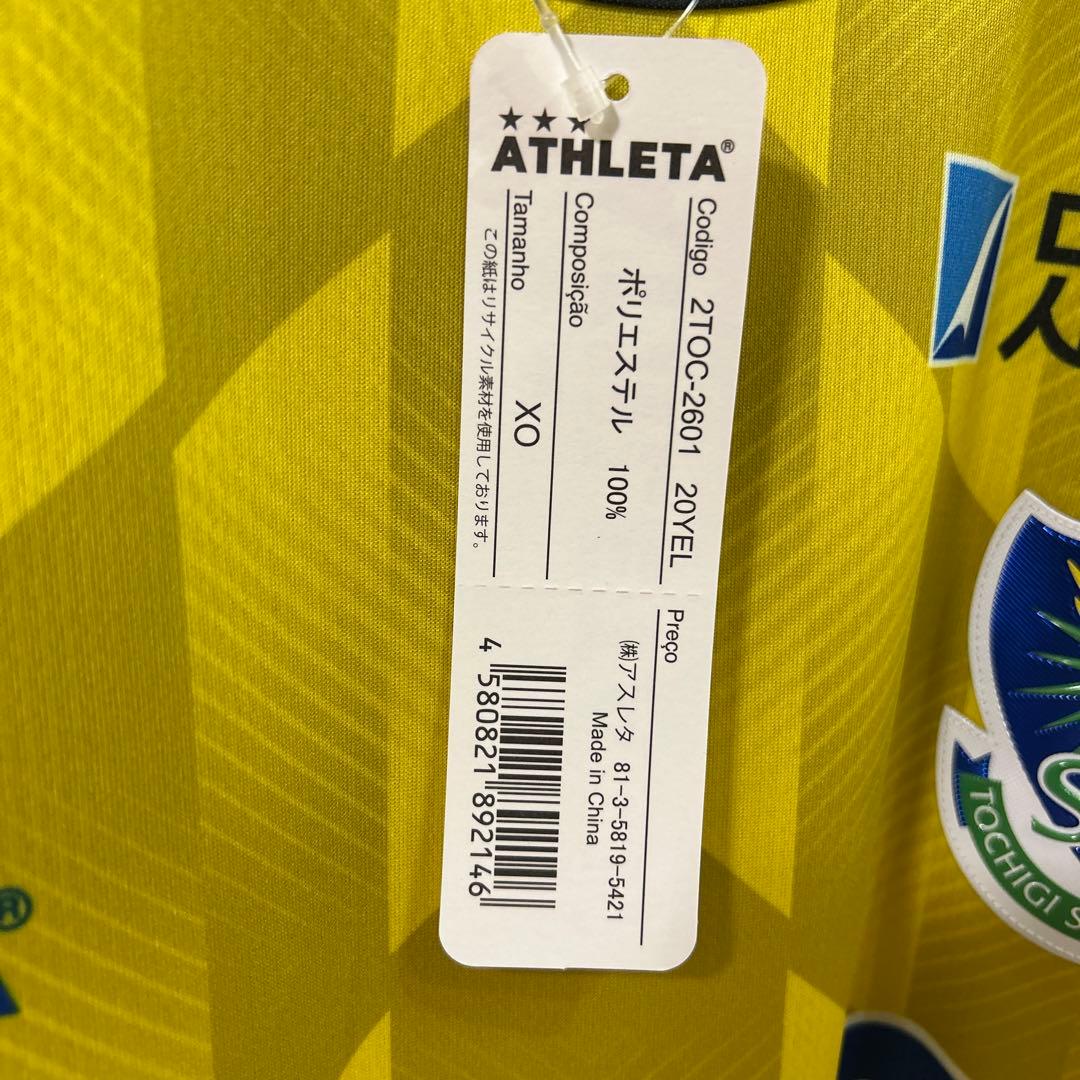 ★★★
ATHLETA®
Codigo 2TOC-2601 20YEL
ポリエステル 100%
Composição
Tamanho XO
この紙はリサイクル素材を使用しております。
Preço
㈱アスレタ 81-3-5819-5421
Made in China
4 580821 892146
TOCHIGI S
®